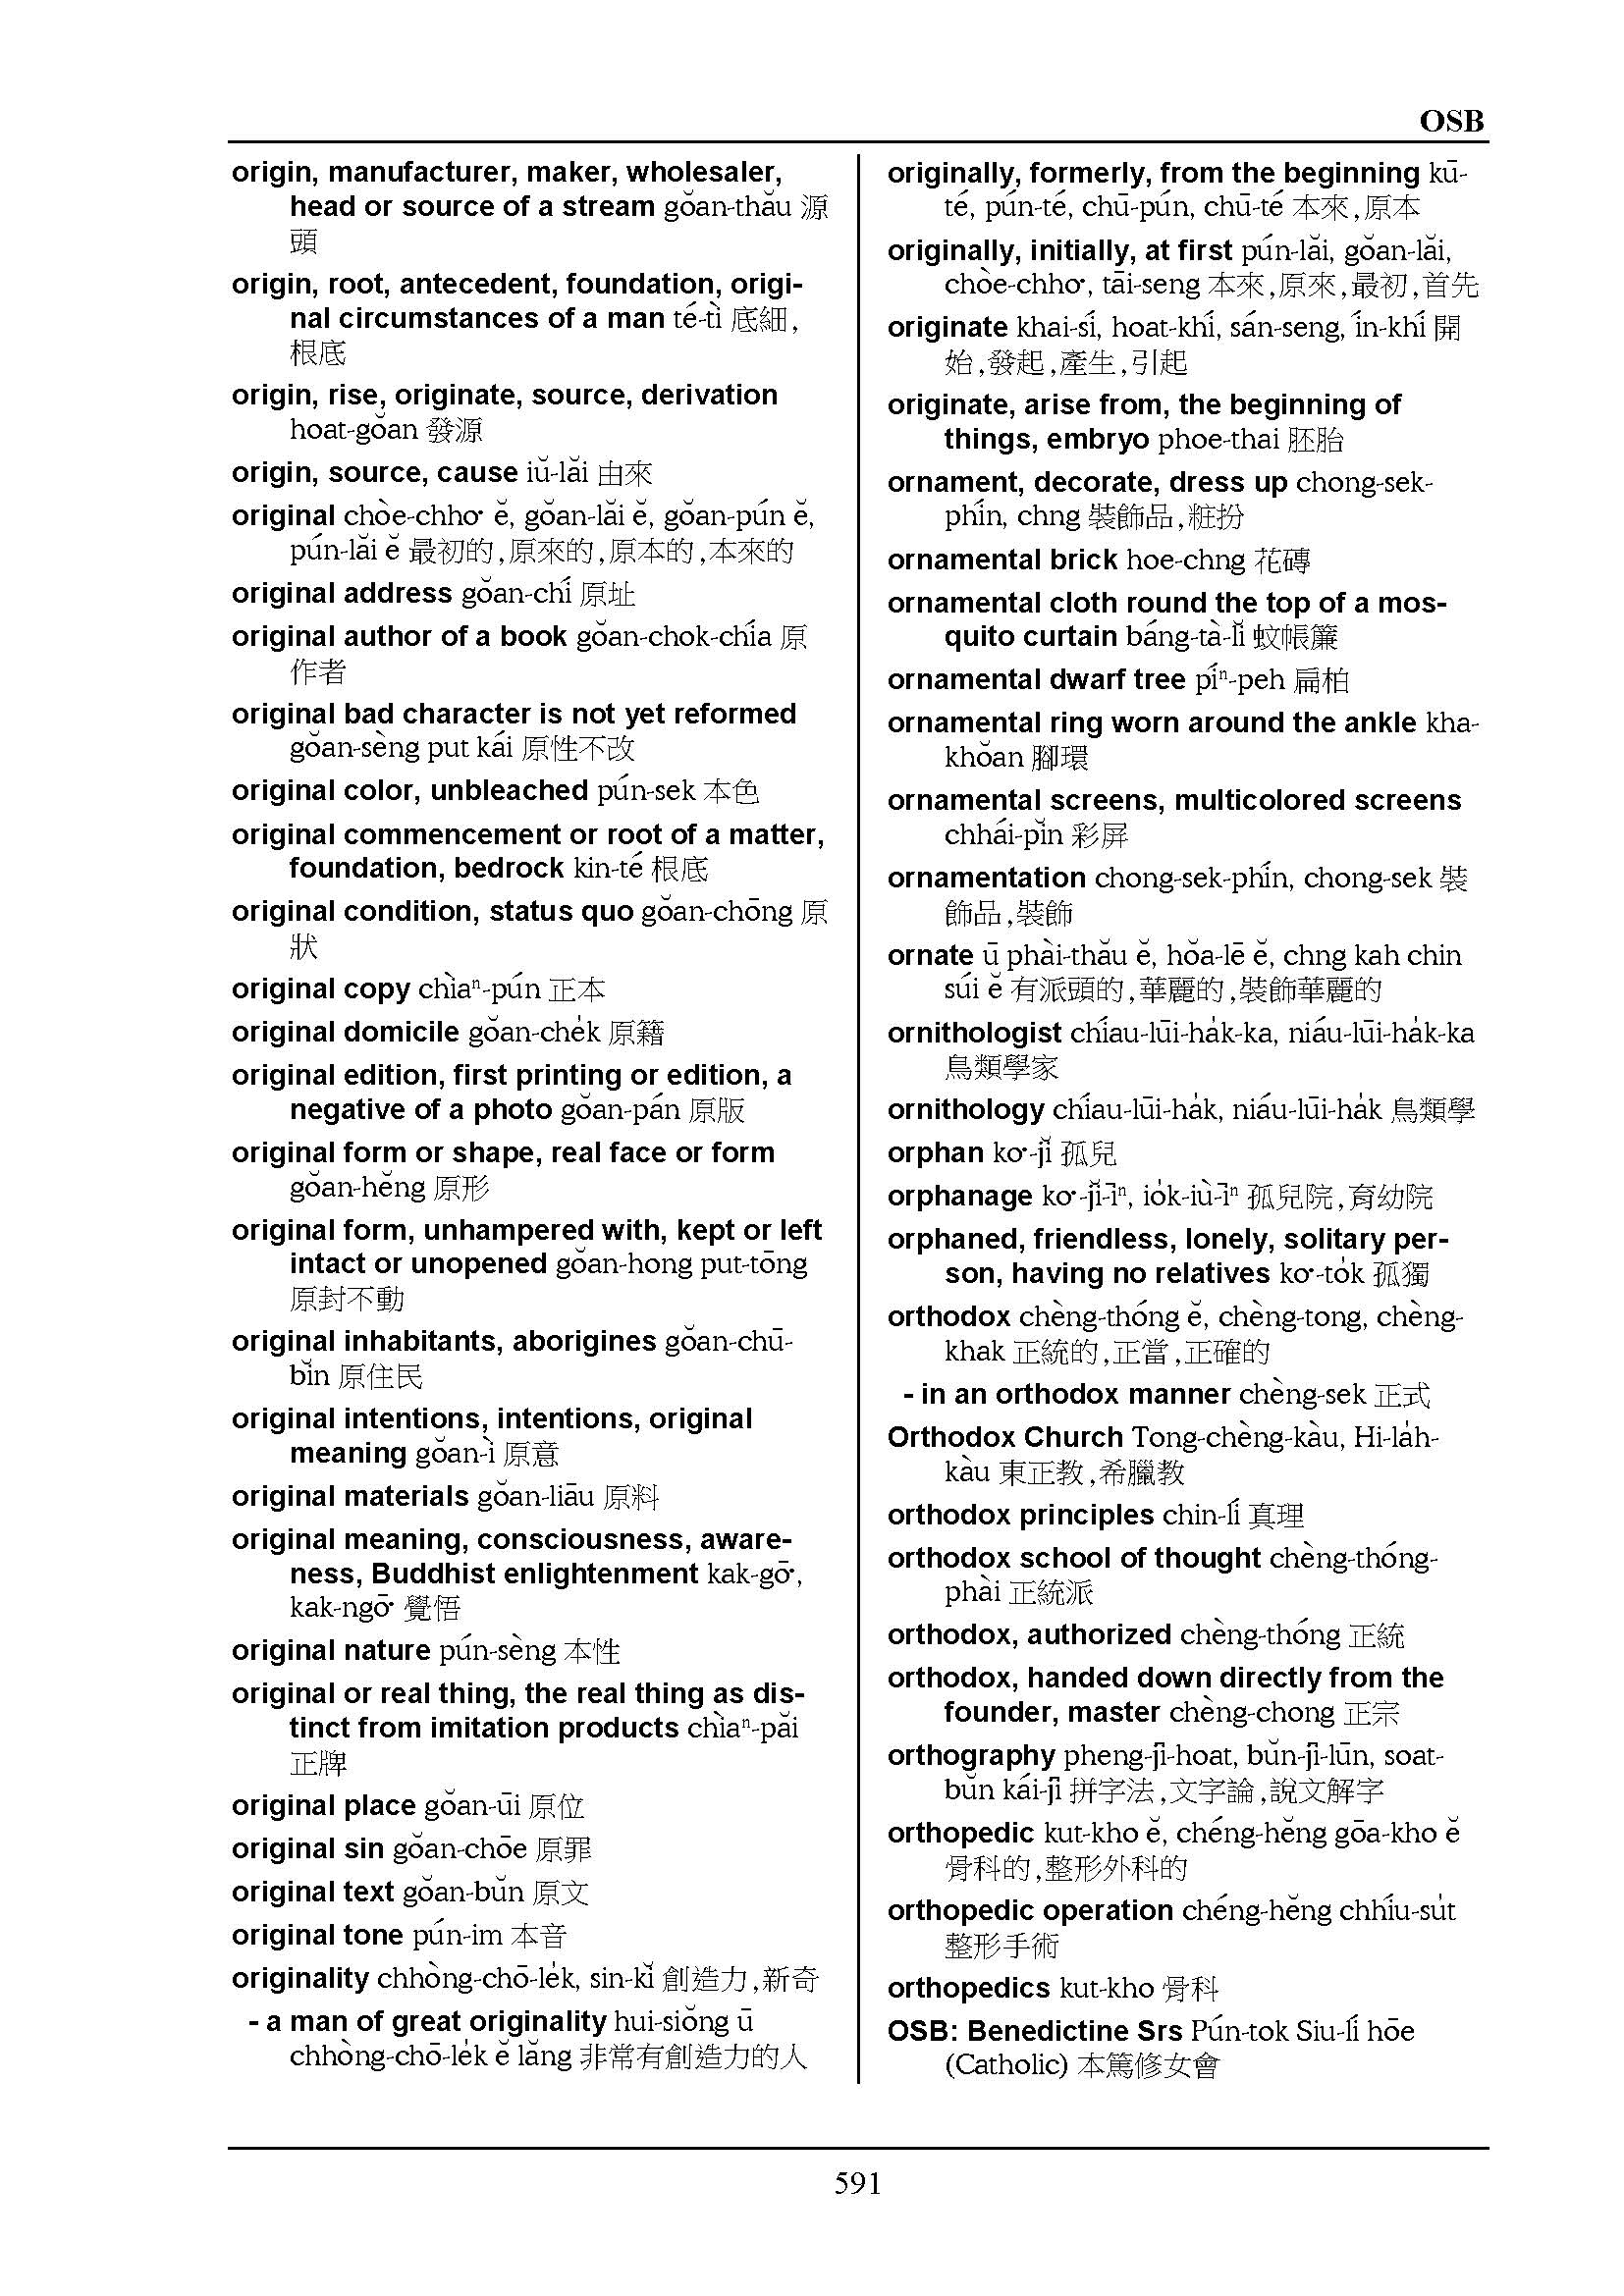 OSB
origin, manufacturer, maker, wholesaler,
head or source of a stream gŏan-thău 源
頭
origin, root, antecedent, foundation, origi-
nal circumstances of a man té-tì 底細,
根底
origin, rise, originate, source, derivation
hoat-gŏan 發源
origin, source, cause iŭ-lăi 由來
original chòe-chho͘ ĕ, gŏan-lăi ĕ, gŏan-pún ĕ,
pún-lăi ĕ 最初的,原來的,原本的,本來的
original address gŏan-chí 原址
original author of a book gŏan-chok-chía 原
作者
original bad character is not yet reformed
gŏan-sèng put kái 原性不改
original color, unbleached pún-sek 本色
original commencement or root of a matter,
foundation, bedrock kin-té 根底
original condition, status quo gŏan-chōng 原
狀
original copy chìaⁿ-pún 正本
original domicile gŏan-che̍k 原籍
original edition, first printing or edition, a
negative of a photo gŏan-pán 原版
original form or shape, real face or form
gŏan-hĕng 原形
original form, unhampered with, kept or left
intact or unopened gŏan-hong put-tōng
原封不動
original inhabitants, aborigines gŏan-chū-
bĭn 原住民
original intentions, intentions, original
meaning gŏan-ì 原意
original materials gŏan-liāu 原料
original meaning, consciousness, aware-
ness, Buddhist enlightenment kak-gō͘,
kak-ngō͘ 覺悟
original nature pún-sèng 本性
original or real thing, the real thing as dis-
tinct from imitation products chìaⁿ-păi
正牌
original place gŏan-ūi 原位
original sin gŏan-chōe 原罪
original text gŏan-bŭn 原文
original tone pún-im 本音
originality chhòng-chō-le̍k, sin-kĭ 創造力,新奇
- a man of great originality hui-siŏng ū
chhòng-chō-le̍k ĕ lăng 非常有創造力的人
originally, formerly, from the beginning kū-
té, pún-té, chū-pún, chū-té 本來,原本
originally, initially, at first pún-lăi, gŏan-lăi,
chòe-chho͘, tāi-seng 本來,原來,最初,首先
originate khai-sí, hoat-khí, sán-seng, ín-khí 開
始,發起,產生,引起
originate, arise from, the beginning of
things, embryo phoe-thai 胚胎
ornament, decorate, dress up chong-sek-
phín, chng 裝飾品,粧扮
ornamental brick hoe-chng 花磚
ornamental cloth round the top of a mos-
quito curtain báng-tà-lĭ 蚊帳簾
ornamental dwarf tree píⁿ-peh 扁柏
ornamental ring worn around the ankle kha-
khŏan 腳環
ornamental screens, multicolored screens
chhái-pĭn 彩屏
ornamentation chong-sek-phín, chong-sek 裝
飾品,裝飾
ornate ū phài-thău ĕ, hŏa-lē ĕ, chng kah chin
súi ĕ 有派頭的,華麗的,裝飾華麗的
ornithologist chíau-lūi-ha̍k-ka, niáu-lūi-ha̍k-ka
鳥類學家
ornithology chíau-lūi-ha̍k, niáu-lūi-ha̍k 鳥類學
orphan ko͘-jĭ 孤兒
orphanage ko͘-jĭ-īⁿ, io̍k-iù-īⁿ 孤兒院,育幼院
orphaned, friendless, lonely, solitary per-
son, having no relatives ko͘-to̍k 孤獨
orthodox chèng-thóng ĕ, chèng-tong, chèng-
khak 正統的,正當,正確的
- in an orthodox manner chèng-sek 正式
Orthodox Church Tong-chèng-kàu, Hi-la̍h-
kàu 東正教,希臘教
orthodox principles chin-lí 真理
orthodox school of thought chèng-thóng-
phài 正統派
orthodox, authorized chèng-thóng 正統
orthodox, handed down directly from the
founder, master chèng-chong 正宗
orthography pheng-jī-hoat, bŭn-jī-lūn, soat-
bŭn kái-jī 拼字法,文字論,說文解字
orthopedic kut-kho ĕ, chéng-hĕng gōa-kho ĕ
骨科的,整形外科的
orthopedic operation chéng-hĕng chhíu-su̍t
整形手術
orthopedics kut-kho 骨科
OSB: Benedictine Srs Pún-tok Siu-lí hōe
(Catholic) 本篤修女會
591